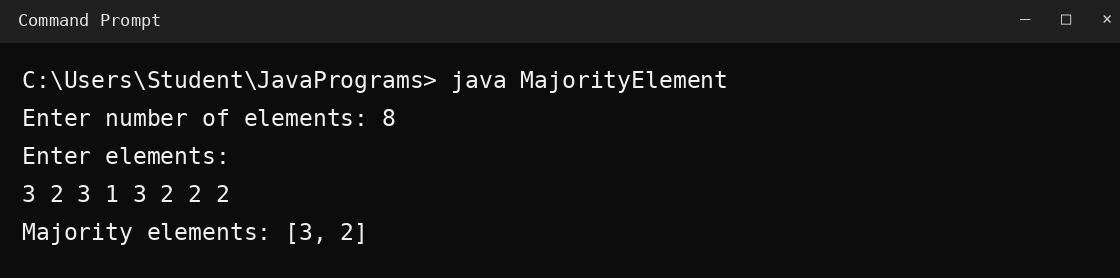 Command Prompt
C:\Users\Student\JavaPrograms> java MajorityElement
Enter number of elements: 8
Enter elements:
3 2 3 1 3 2 2 2
Majority elements: [3, 2]